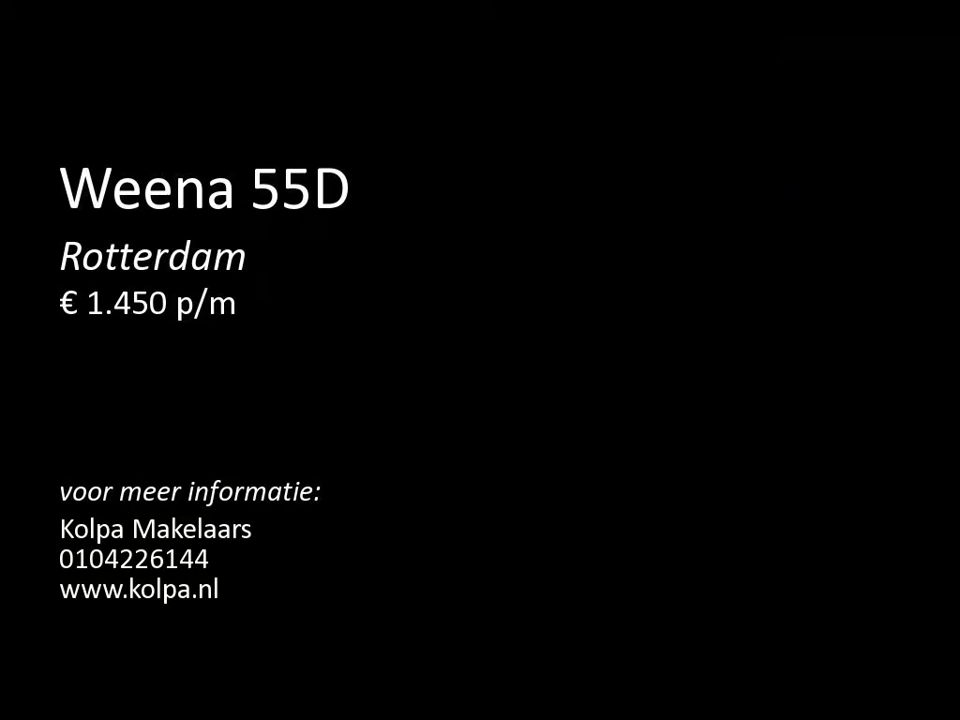 Weena 55D
Rotterdam
€ 1.450 p/m
voor meer informatie:
Kolpa Makelaars
0104226144
www.kolpa.nl